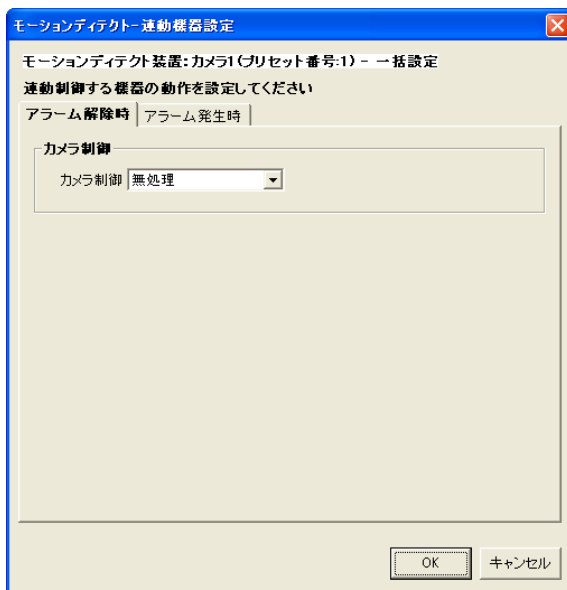 モーションディテクト-連動機器設定
モーションディテクト装置:カメラ1(プリセット番号:1) - 一括設定
連動制御する機器の動作を設定してください
アラーム解除時 アラーム発生時
カメラ制御
カメラ制御 無処理
OK キャンセル